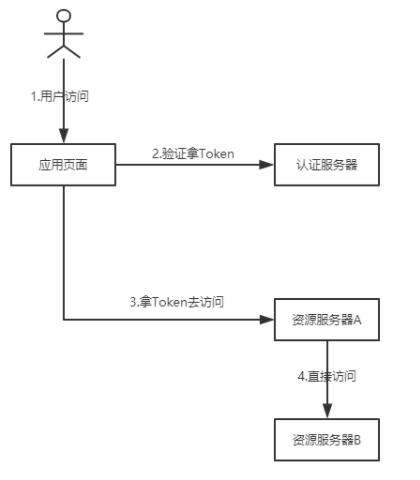 1.用户访问
应用页面
2.验证拿Token
认证服务器
3.拿Token去访问
资源服务器A
4.直接访问
资源服务器B